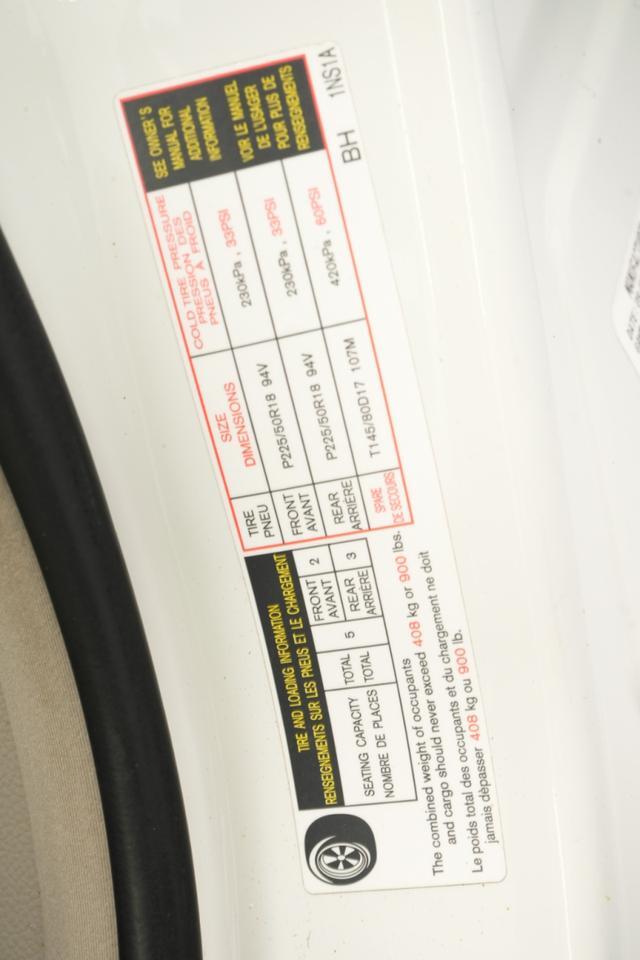 TIRE AND LOADING INFORMATION
RENSEIGNEMENTS SUR LES PNEUS ET LE CHARGEMENT
SEATING CAPACITY
NOMBRE DE PLACES
TOTAL
TOTAL
5
FRONT
AVANT
2
REAR
ARRIÈRE
3
The combined weight of occupants
and cargo should never exceed 408 kg or 900 lbs.
Le poids total des occupants et du chargement ne doit
jamais dépasser 408 kg ou 900 lb.
TIRE
PNEU
SIZE
DIMENSIONS
COLD TIRE PRESSURE
PRESSION DES
PNEUS À FROID
SEE OWNER'S
MANUAL FOR
ADDITIONAL
INFORMATION
VOIR LE MANUEL
DE L'USAGER
POUR PLUS DE
RENSEIGNEMENTS
FRONT
AVANT
P225/50R18 94V
230kPa, 33PSI
REAR
ARRIÈRE
P225/50R18 94V
230kPa, 33PSI
SPARE
DE SECOURS
T145/80D17 107M
420kPa, 60PSI
BH 1NS1A